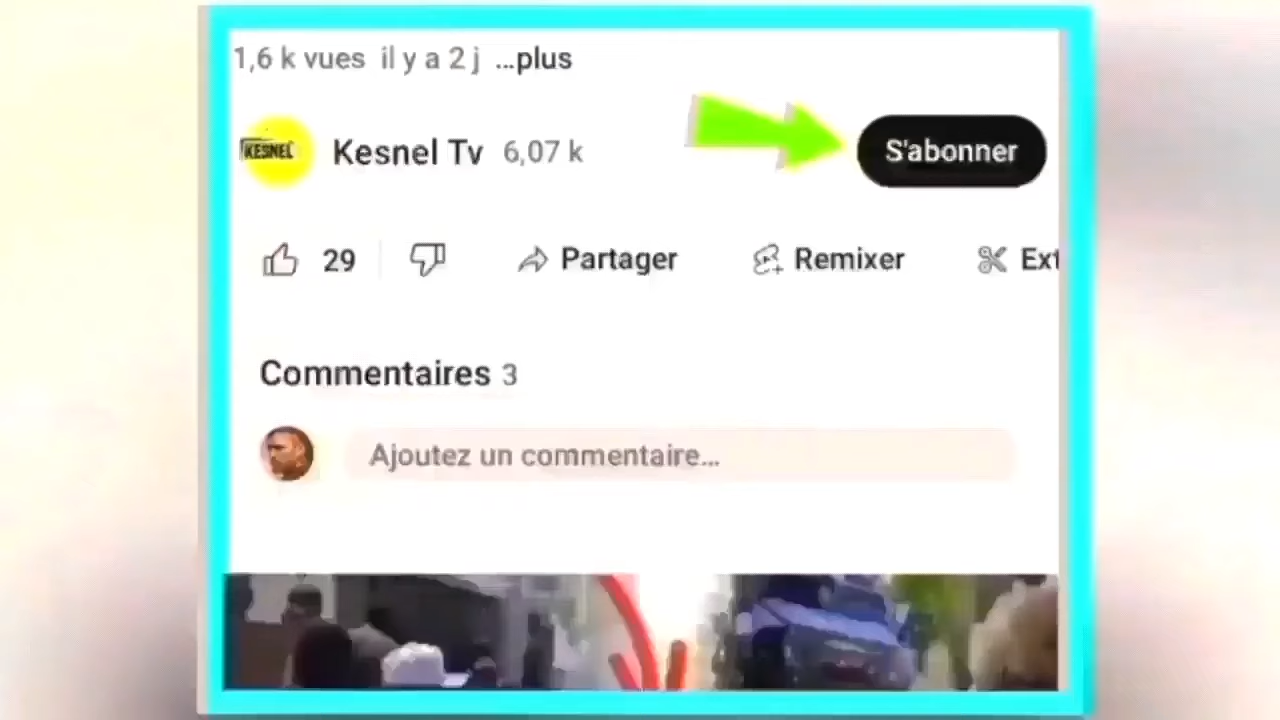 1,6 k vues il y a 2 j ...plus
KESNEL
Kesnel Tv 6,07 k
S'abonner
29
Partager
Remixer
Ext
Commentaires 3
Ajoutez un commentaire...